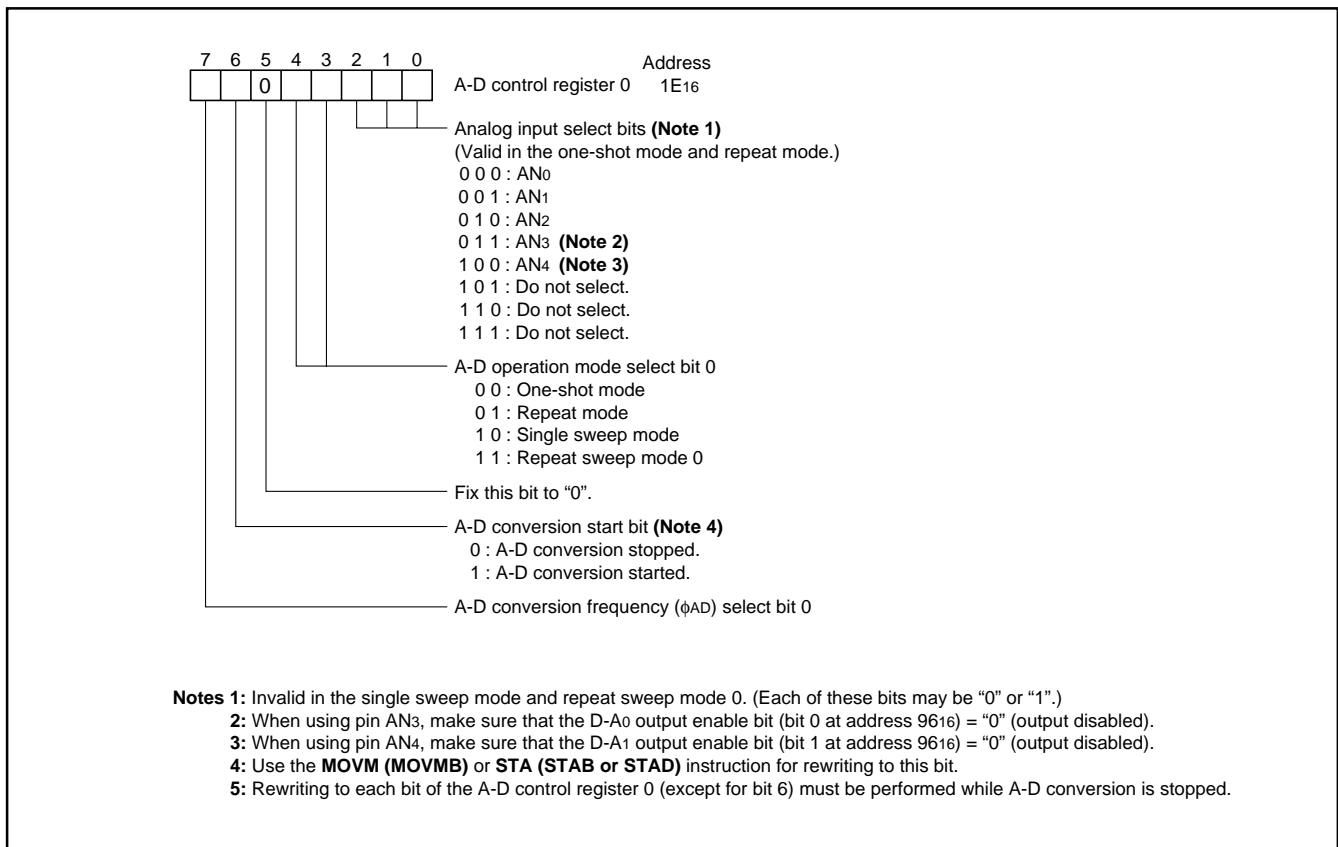 7 6 5 4 3 2 1 0
Address
0
A-D control register 0 1E16
Analog input select bits (Note 1)
(Valid in the one-shot mode and repeat mode.)
0 0 0 : AN0
0 0 1 : AN1
0 1 0 : AN2
0 1 1 : AN3 (Note 2)
1 0 0 : AN4 (Note 3)
1 0 1 : Do not select.
1 1 0 : Do not select.
1 1 1 : Do not select.
A-D operation mode select bit 0
0 0 : One-shot mode
0 1 : Repeat mode
1 0 : Single sweep mode
1 1 : Repeat sweep mode 0
Fix this bit to “0”.
A-D conversion start bit (Note 4)
0 : A-D conversion stopped.
1 : A-D conversion started.
A-D conversion frequency (ϕAD) select bit 0
Notes 1: Invalid in the single sweep mode and repeat sweep mode 0. (Each of these bits may be “0” or “1”.)
2: When using pin AN3, make sure that the D-A0 output enable bit (bit 0 at address 9616) = “0” (output disabled).
3: When using pin AN4, make sure that the D-A1 output enable bit (bit 1 at address 9616) = “0” (output disabled).
4: Use the MOVM (MOVMB) or STA (STAB or STAD) instruction for rewriting to this bit.
5: Rewriting to each bit of the A-D control register 0 (except for bit 6) must be performed while A-D conversion is stopped.